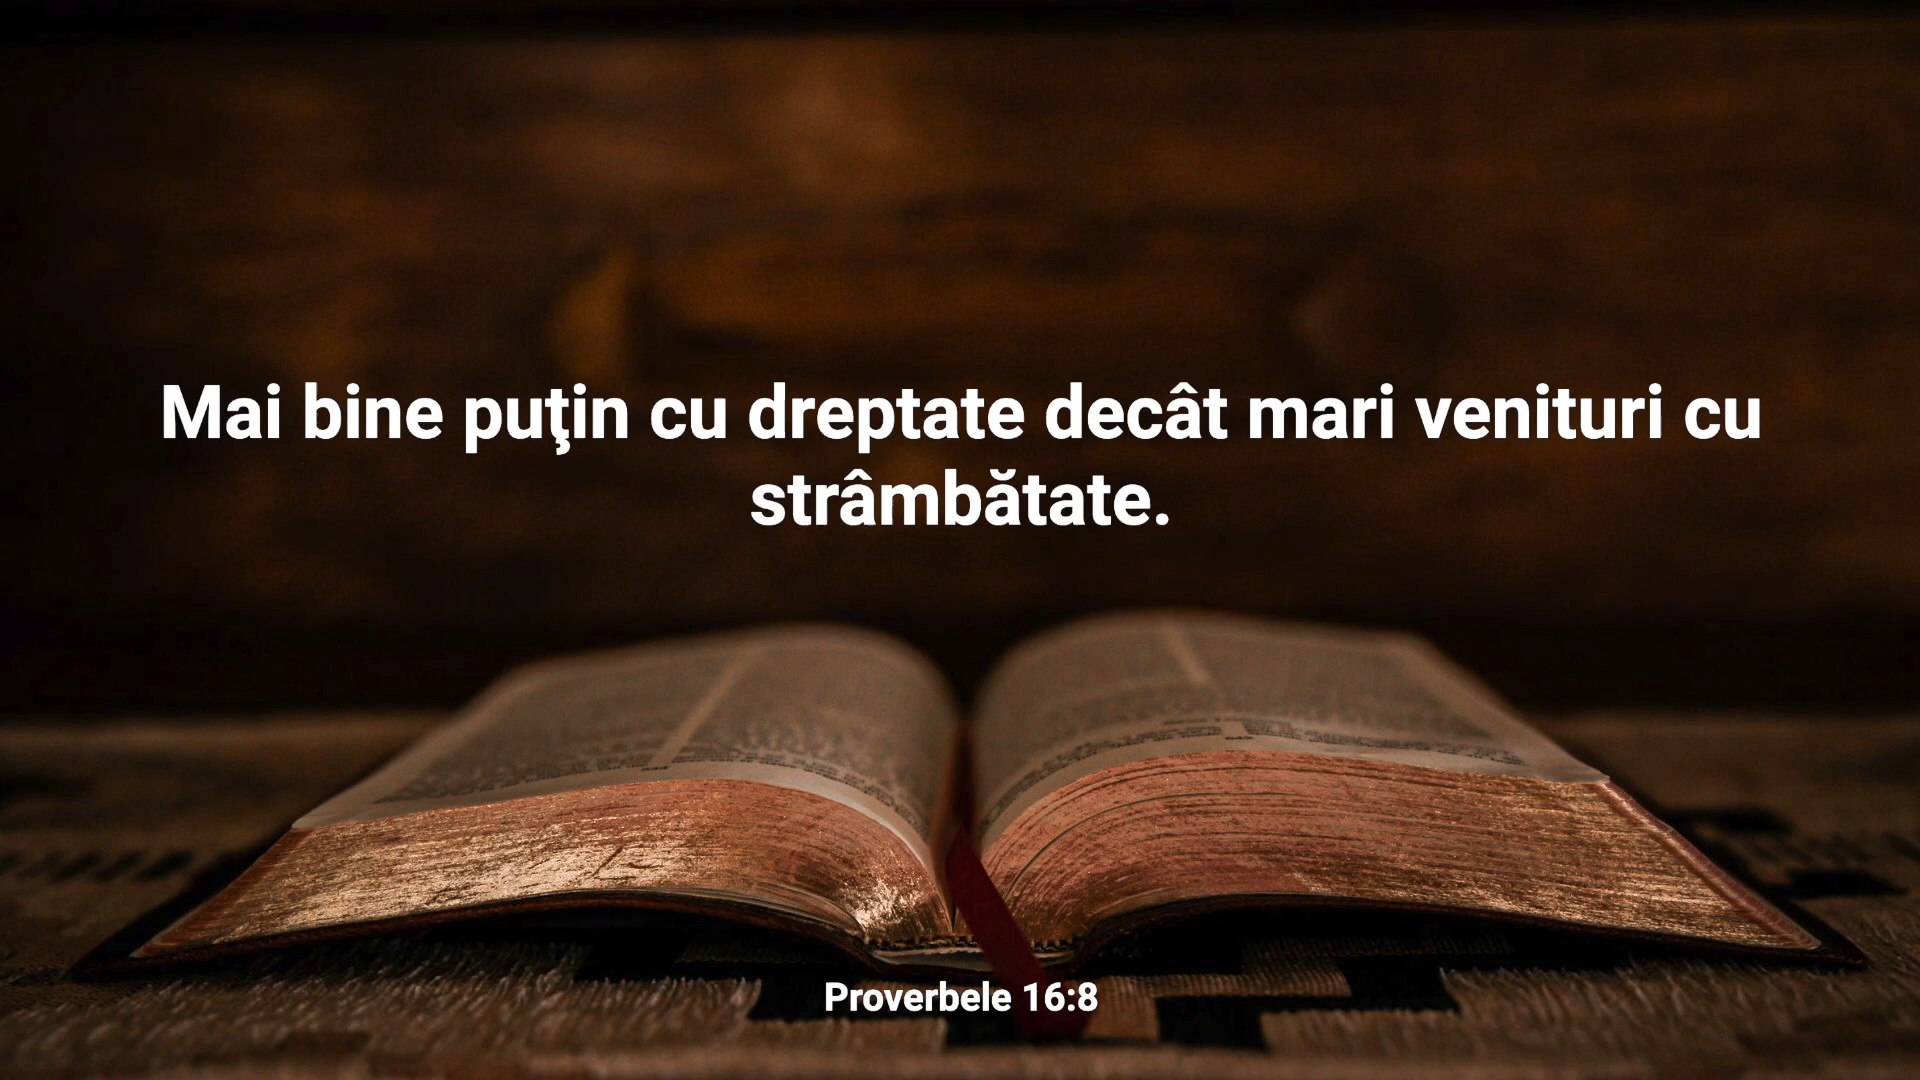 Mai bine puţin cu dreptate decât mari venituri cu
strâmbătate.
Proverbele 16:8